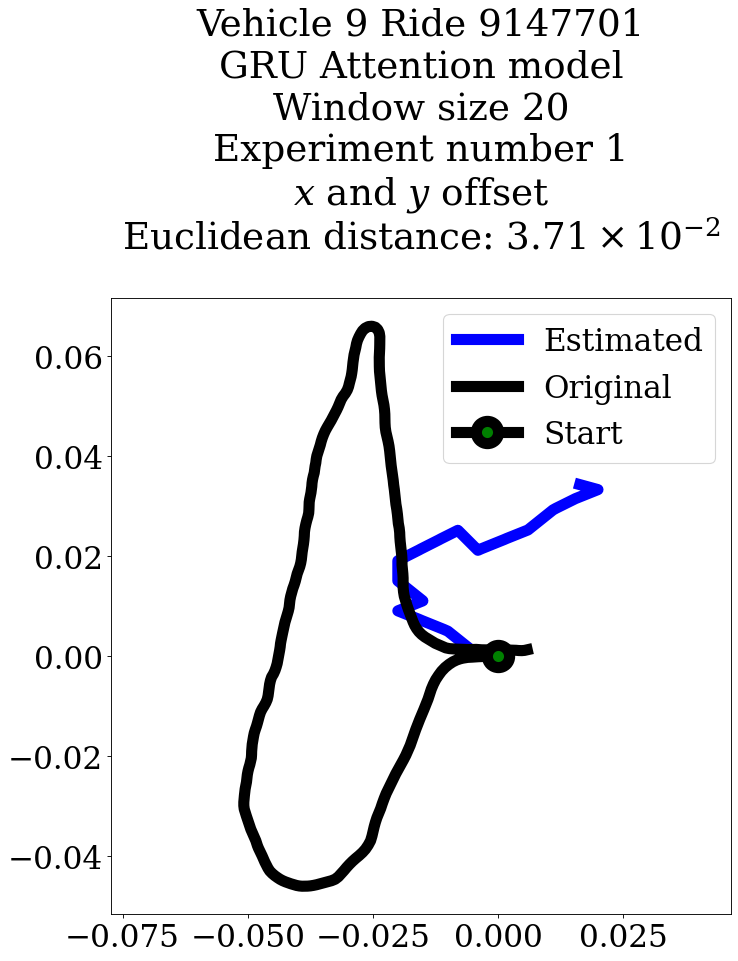 Vehicle 9 Ride 9147701
GRU Attention model
Window size 20
Experiment number 1
x and y offset
Euclidean distance: 3.71 × 10⁻²
Estimated
Original
Start
0.06
0.04
0.02
0.00
−0.02
−0.04
−0.075 −0.050 −0.025 0.000 0.025